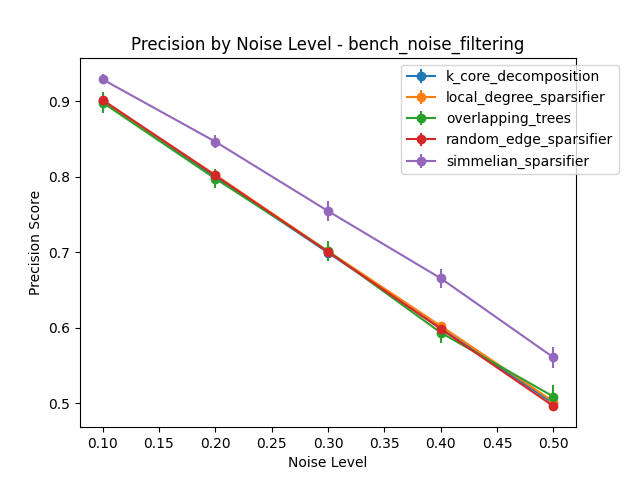 Precision by Noise Level - bench_noise_filtering
k_core_decomposition
local_degree_sparsifier
overlapping_trees
random_edge_sparsifier
simmelian_sparsifier
Precision Score
0.9
0.8
0.7
0.6
0.5
0.10 0.15 0.20 0.25 0.30 0.35 0.40 0.45 0.50
Noise Level